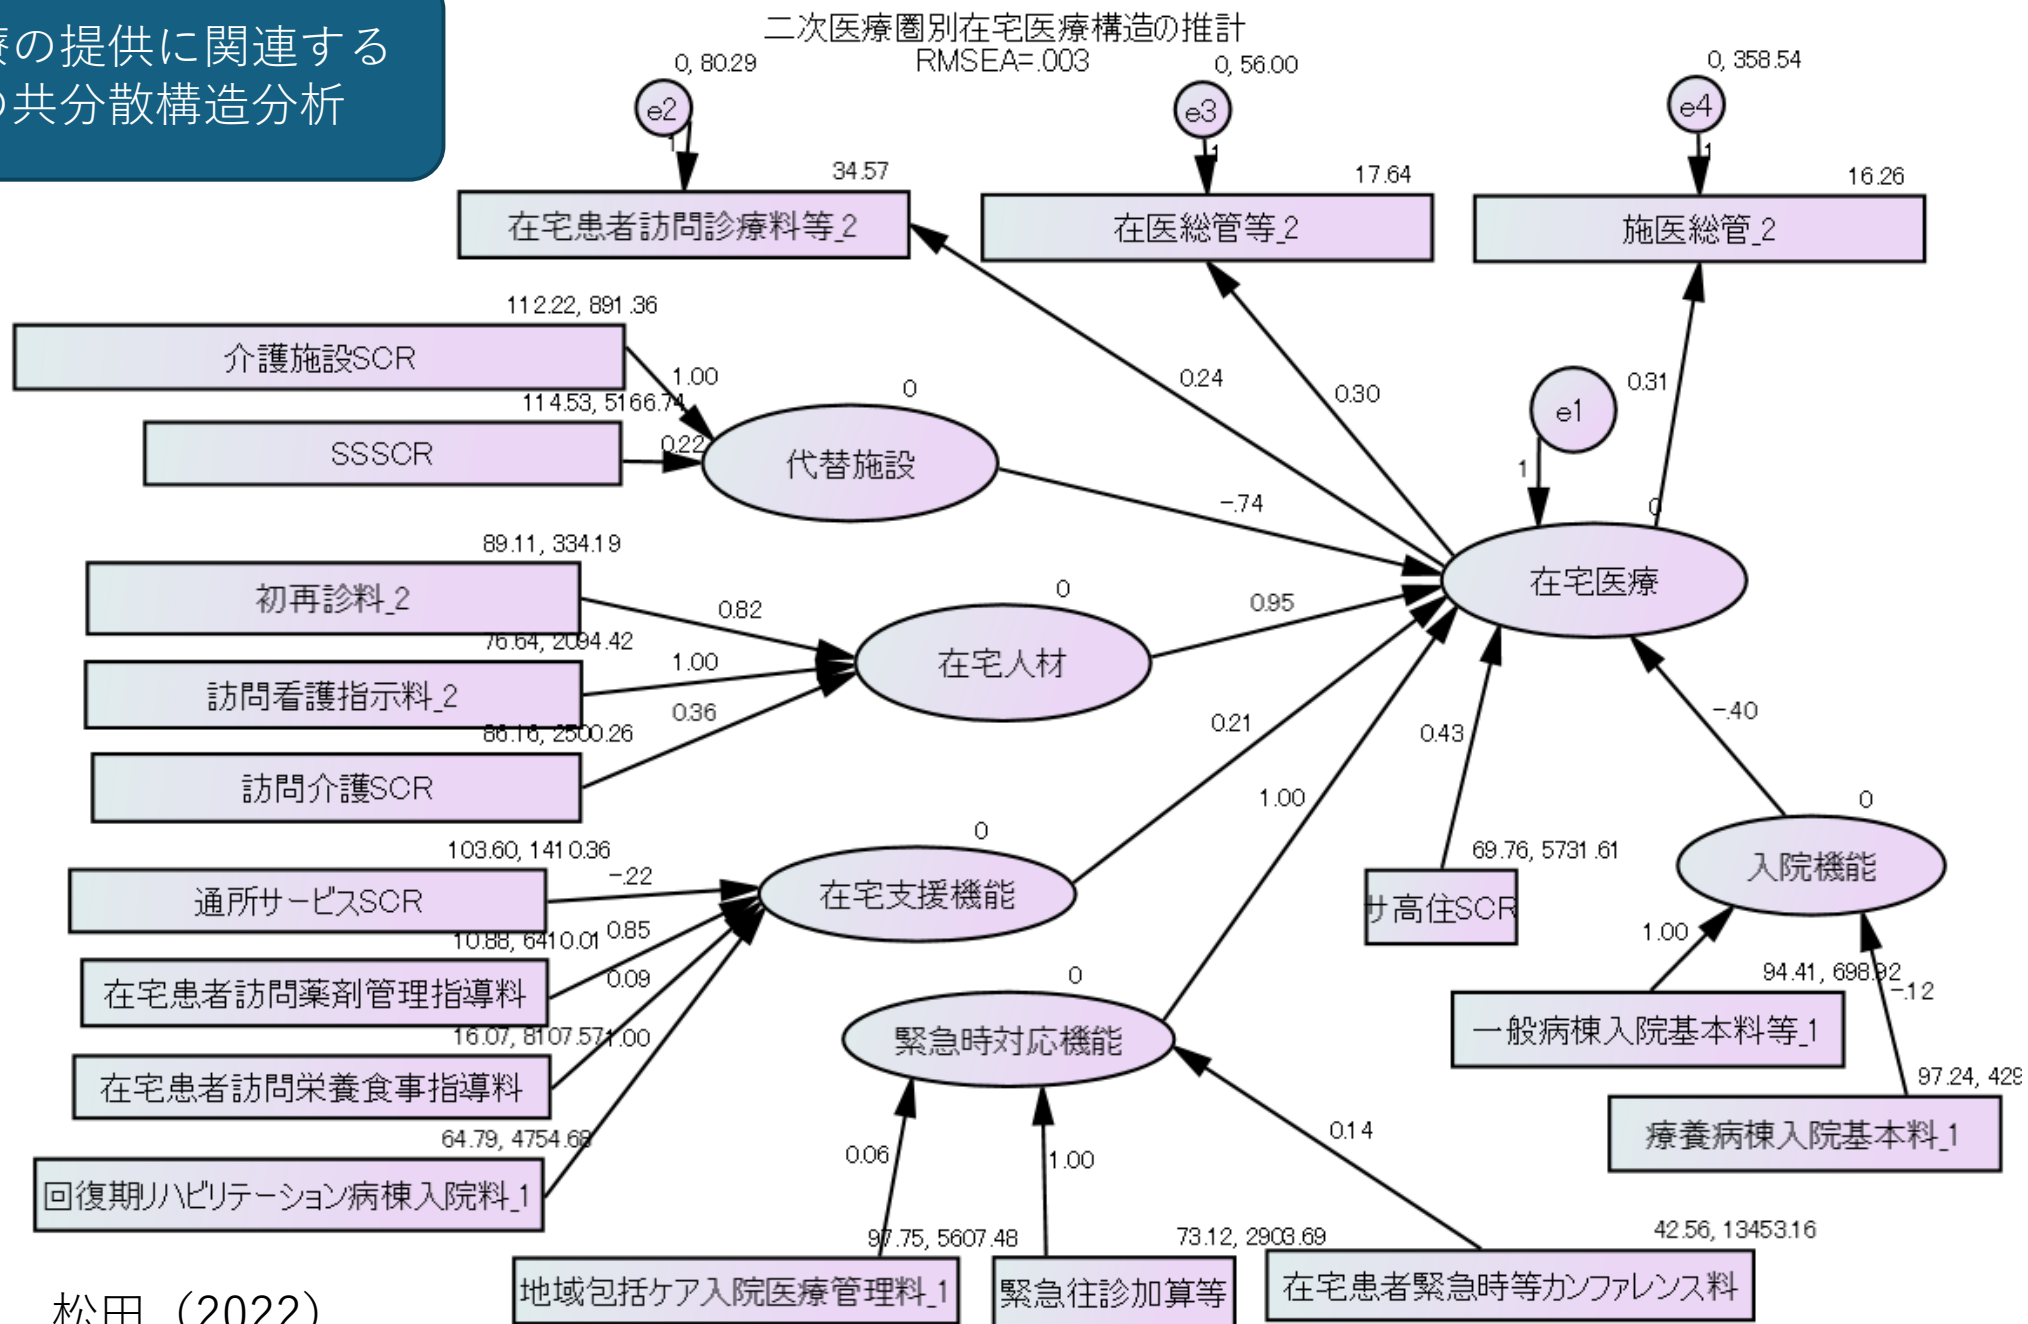 療の提供に関連する
の共分散構造分析
二次医療圏別在宅医療構造の推計
RMSEA=.003
0, 80.29
e2
1
0, 56.00
e3
1
0, 358.54
e4
1
34.57
在宅患者訪問診療料等_2
17.64
在医総管等_2
16.26
施医総管_2
112.22, 891.36
介護施設SCR
1.00
114.53, 5166.74
SSSCR
0.22
0
代替施設
0.24
0.30
0.31
e1
1
-.74
0
在宅医療
89.11, 334.19
初再診料_2
0.82
76.64, 2094.42
訪問看護指示料_2
1.00
86.16, 2500.26
訪問介護SCR
0.36
0
在宅人材
0.95
0.21
1.00
0.43
-.40
103.60, 1410.36
通所サービスSCR
-.22
10.88, 6410.01
在宅患者訪問薬剤管理指導料
0.85
16.07, 8107.57
在宅患者訪問栄養食事指導料
0.09
64.79, 4754.68
回復期リハビリテーション病棟入院料_1
1.00
0
在宅支援機能
69.76, 5731.61
サ高住SCR
0
入院機能
1.00
94.41, 698.92
一般病棟入院基本料等_1
-.12
97.24, 429
療養病棟入院基本料_1
0
緊急時対応機能
0.06
1.00
0.14
97.75, 5607.48
地域包括ケア入院医療管理料_1
73.12, 2903.69
緊急往診加算等
42.56, 13453.16
在宅患者緊急時等カンファレンス料
松田（2022）